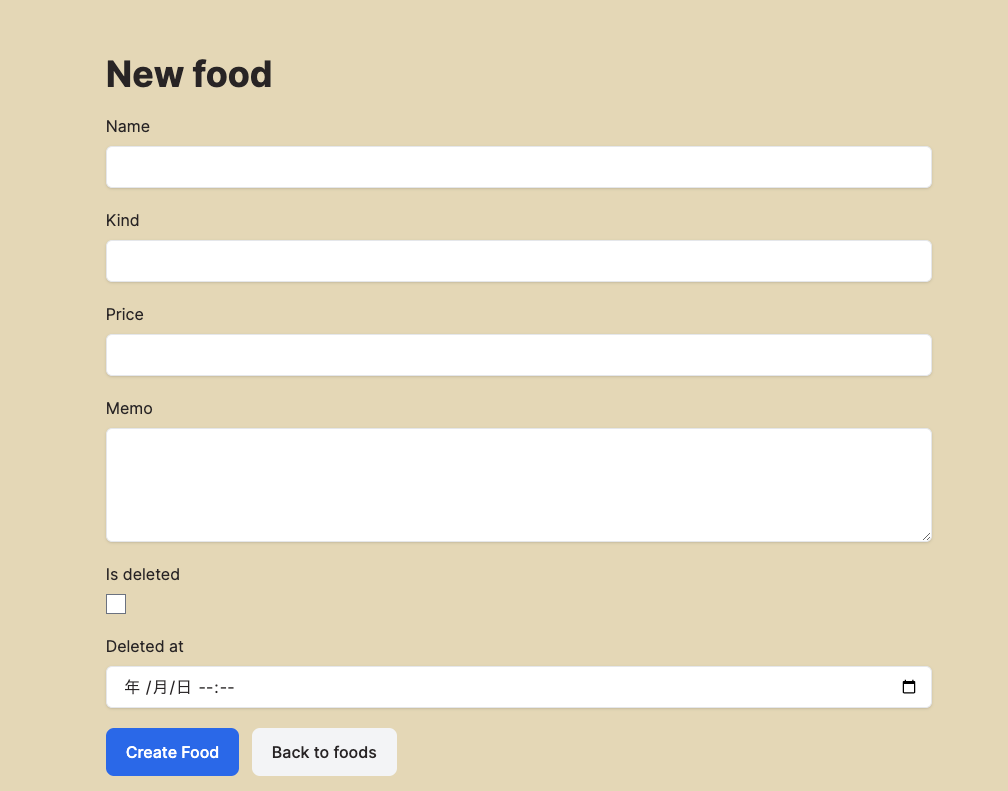 New food
Name
Kind
Price
Memo
Is deleted
Deleted at
年 /月/日 --:--
Create Food
Back to foods